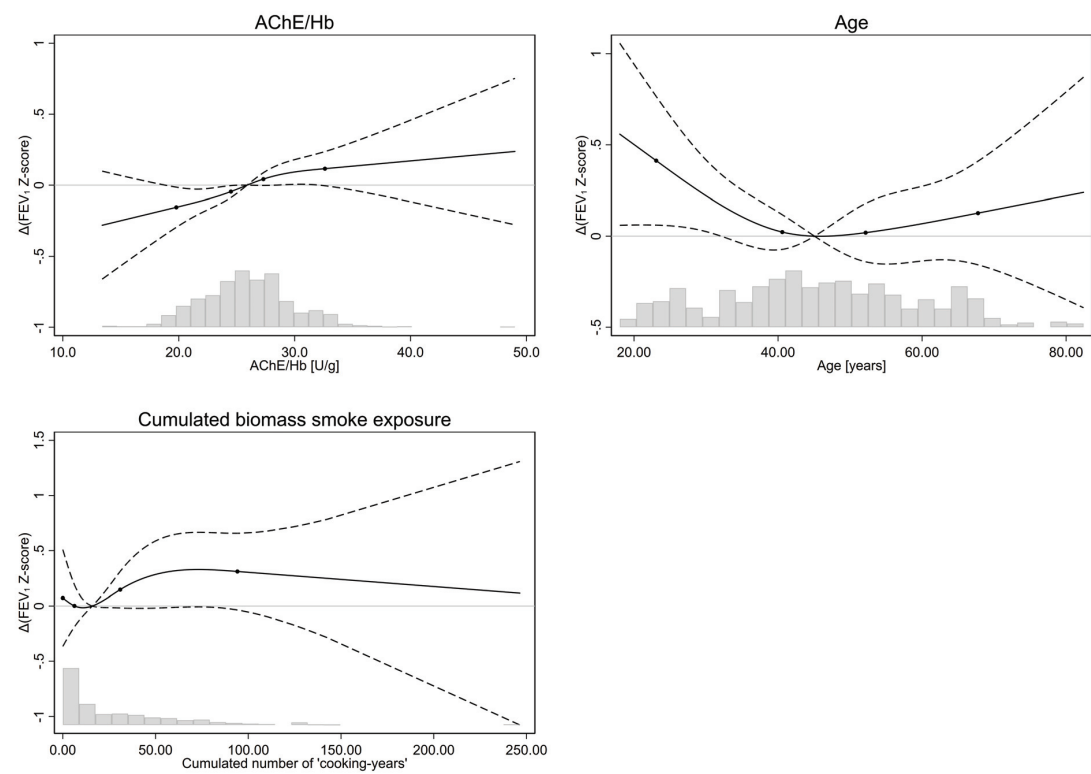 AChE/Hb
Δ(FEV₁ Z-score)
1
.5
0
-.5
-1
10.0 20.0 30.0 40.0 50.0
AChE/Hb [U/g]
Age
Δ(FEV₁ Z-score)
1
.5
0
-.5
20.00 40.00 60.00 80.00
Age [years]
Cumulated biomass smoke exposure
Δ(FEV₁ Z-score)
1.5
1
.5
0
-.5
-1
0.00 50.00 100.00 150.00 200.00 250.00
Cumulated number of 'cooking-years'